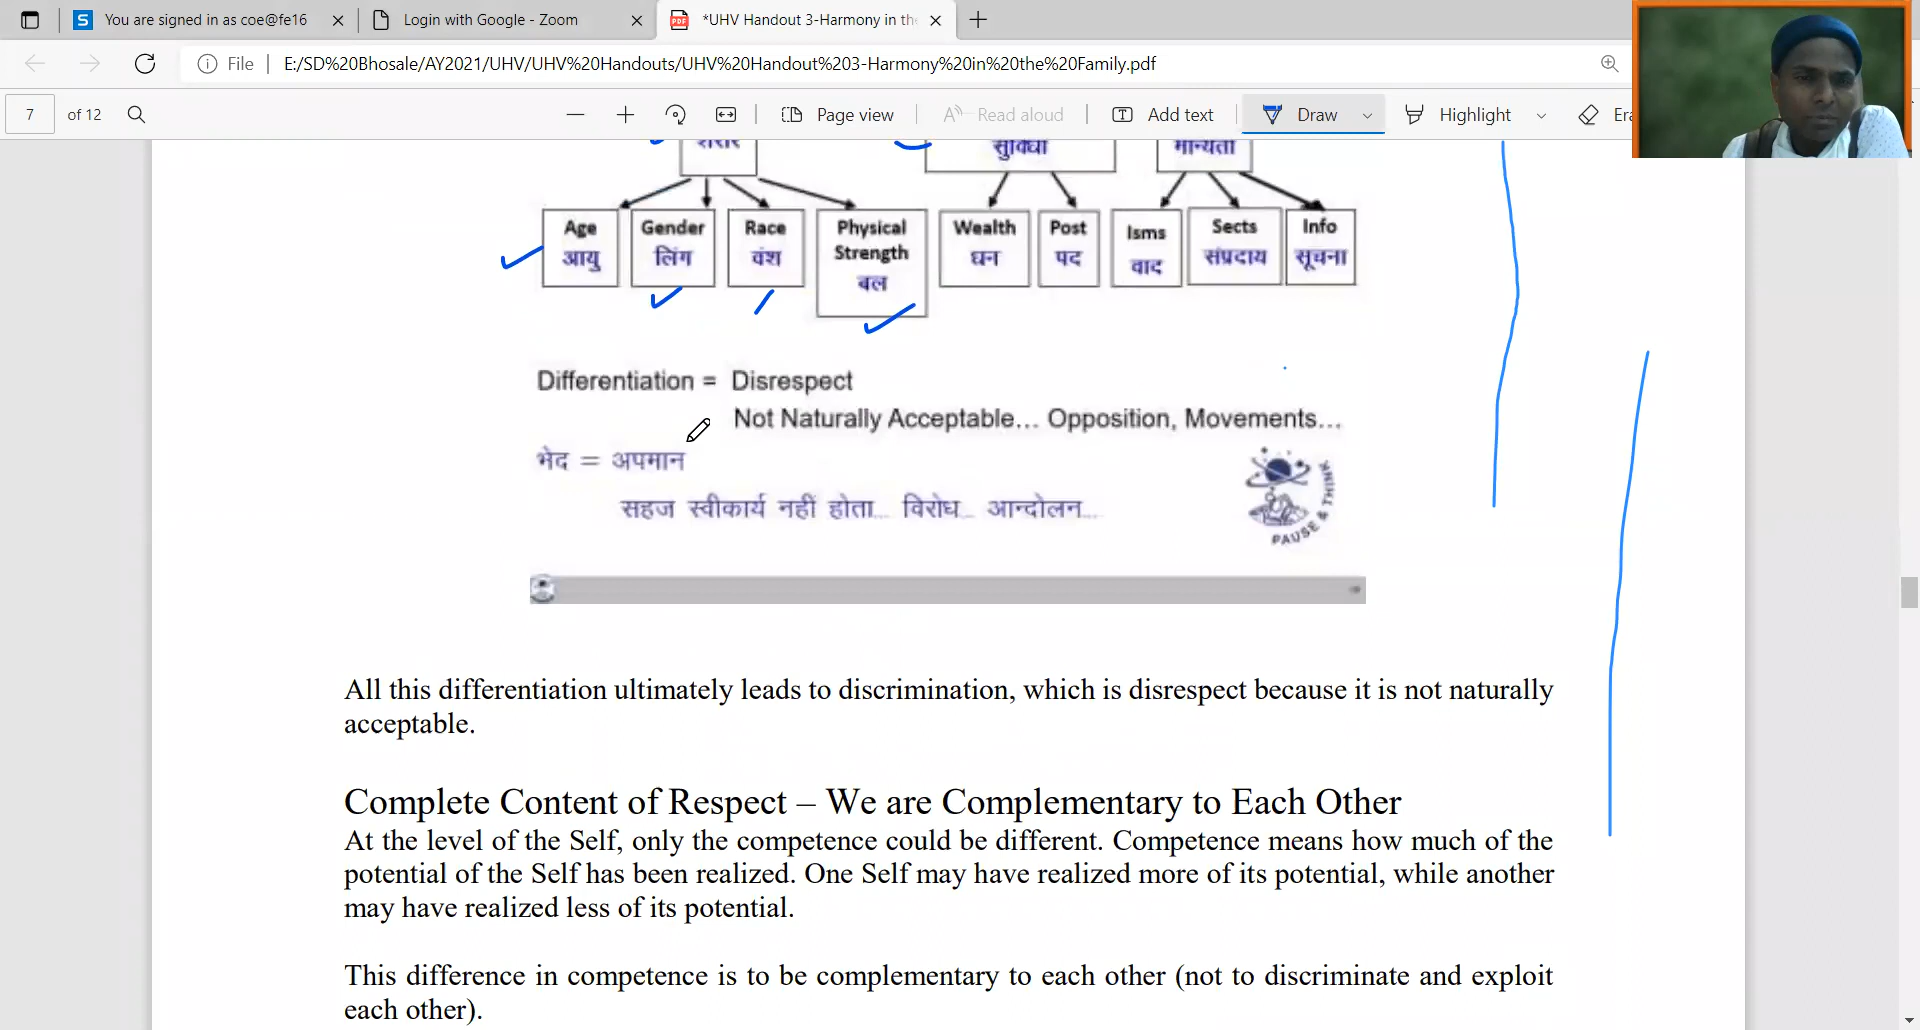 You are signed in as coe@fe16
Login with Google - Zoom
*UHV Handout 3-Harmony in the
File
E:/SD%20Bhosale/AY2021/UHV/UHV%20Handouts/UHV%20Handout%203-Harmony%20in%20the%20Family.pdf
7 of 12
Page view
Read aloud
Add text
Draw
Highlight
Era
शरीर सुविधा मान्यता
Age Gender Race Physical Strength Wealth Post Isms Sects Info
आयु लिंग वंश बल धन पद वाद संप्रदाय सूचना
Differentiation = Disrespect
Not Naturally Acceptable... Opposition, Movements...
भेद = अपमान
सहज स्वीकार्य नहीं होता... विरोध... आन्दोलन...
PAUSE & THINK
All this differentiation ultimately leads to discrimination, which is disrespect because it is not naturally
acceptable.
Complete Content of Respect – We are Complementary to Each Other
At the level of the Self, only the competence could be different. Competence means how much of the
potential of the Self has been realized. One Self may have realized more of its potential, while another
may have realized less of its potential.
This difference in competence is to be complementary to each other (not to discriminate and exploit
each other).